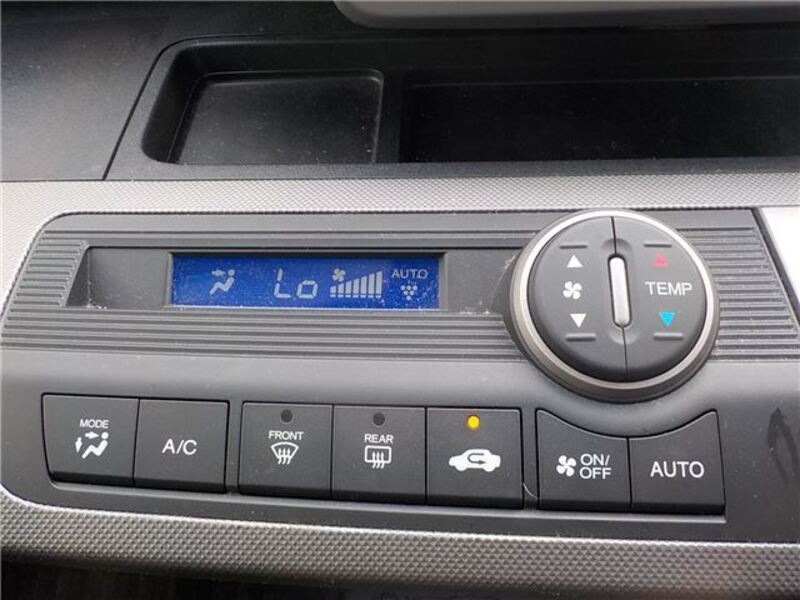 Lo AUTO
TEMP
MODE
A/C
FRONT
REAR
ON/
OFF
AUTO